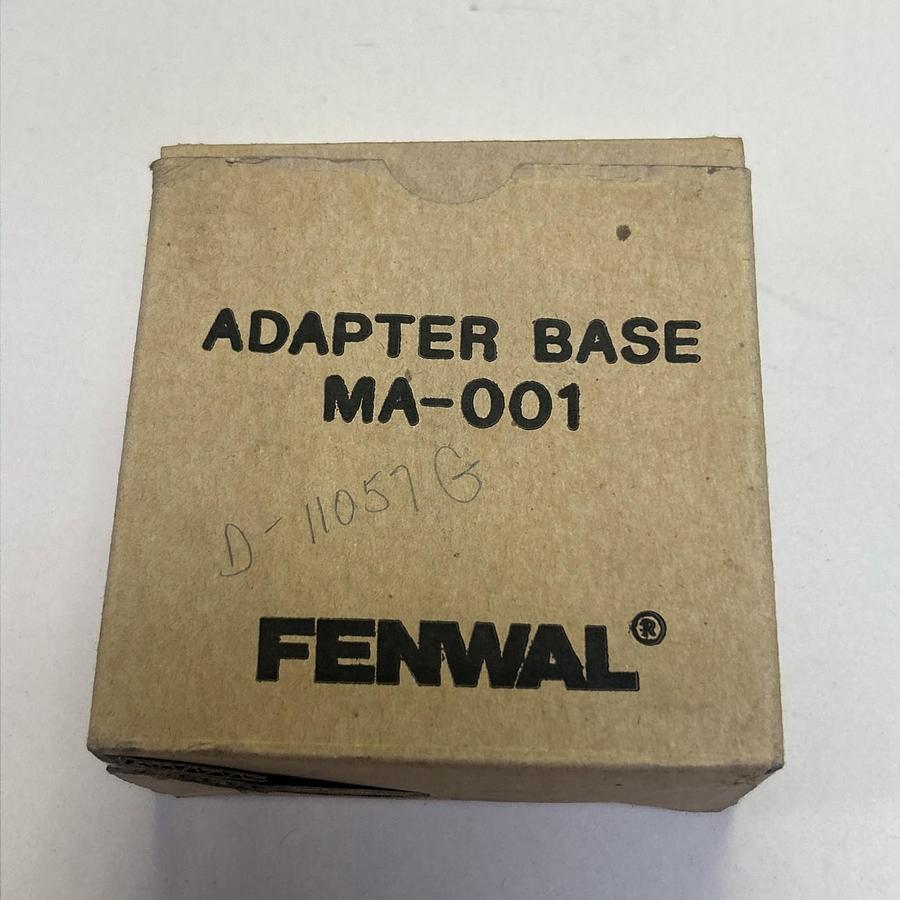 ADAPTER BASE
MA-001
D-11057G
FENWAL®